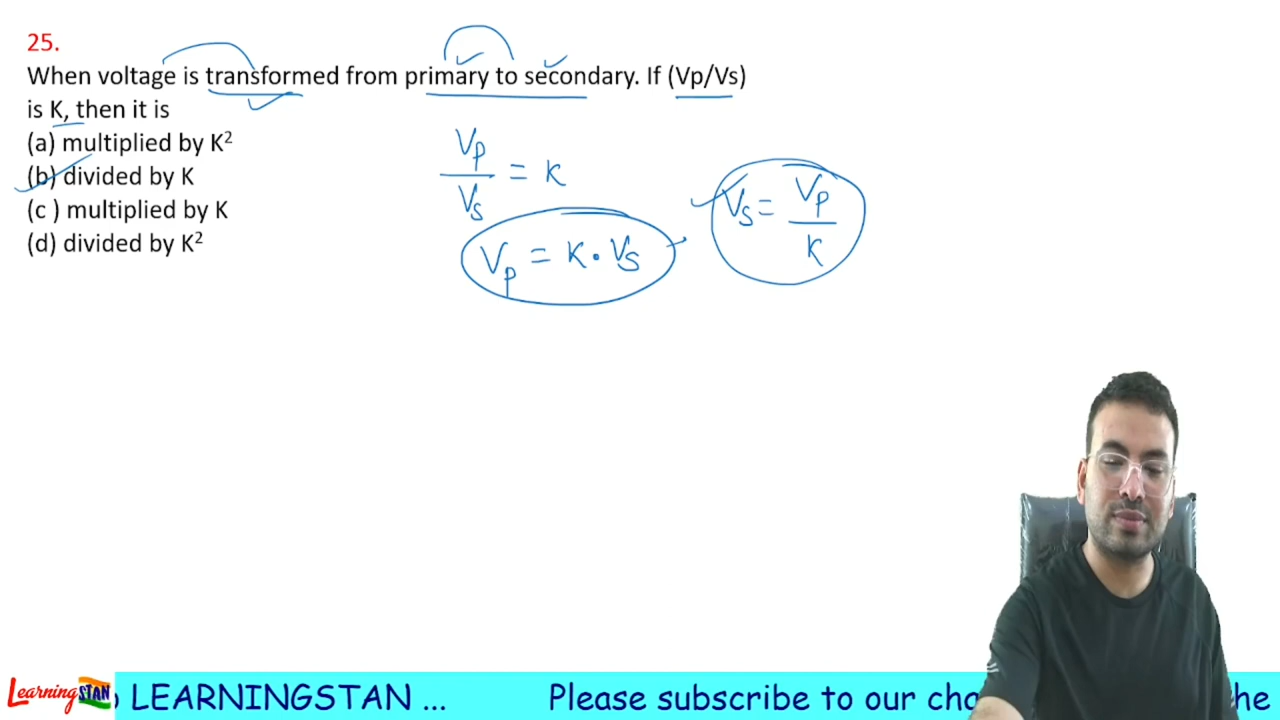 25.
When voltage is transformed from primary to secondary. If (Vp/Vs)
is K, then it is
(a) multiplied by K²
(b) divided by K
(c ) multiplied by K
(d) divided by K²
Vp/Vs = K
Vp = K · Vs
Vs = Vp/K
LearningSTAN
LEARNINGSTAN ... Please subscribe to our cha he